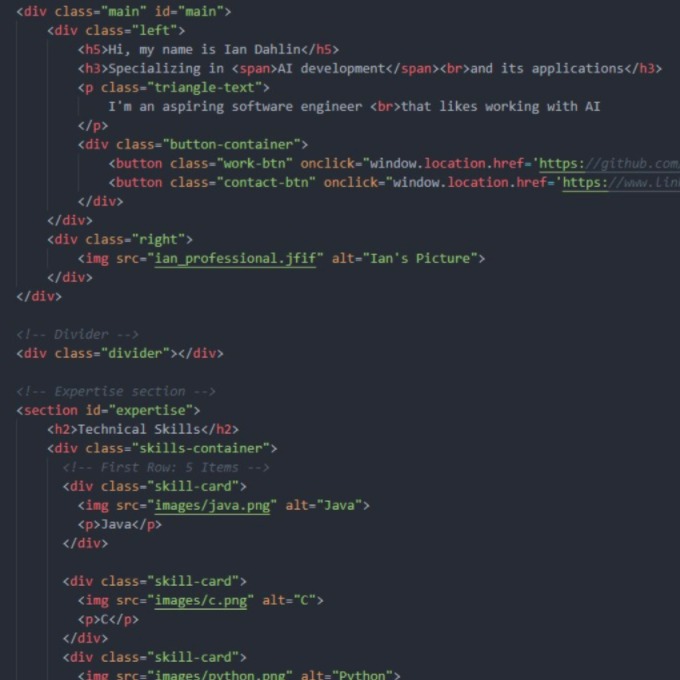 <div class="main" id="main">
<div class="left">
<h5>Hi, my name is Ian Dahlin</h5>
<h3>Specializing in <span>AI development</span><br>and its applications</h3>
<p class="triangle-text">
I'm an aspiring software engineer <br>that likes working with AI
</p>
<div class="button-container">
<button class="work-btn" onclick="window.location.href='https://github.com
<button class="contact-btn" onclick="window.location.href='https://www.lin
</div>
</div>
<div class="right">
<img src="ian_professional.jfif" alt="Ian's Picture">
</div>
</div>
<!-- Divider -->
<div class="divider"></div>
<!-- Expertise section -->
<section id="expertise">
<h2>Technical Skills</h2>
<div class="skills-container">
<!-- First Row: 5 Items -->
<div class="skill-card">
<img src="images/java.png" alt="Java">
<p>Java</p>
</div>
<div class="skill-card">
<img src="images/c.png" alt="C">
<p>C</p>
</div>
<div class="skill-card">
<img src="images/python.png" alt="Python">